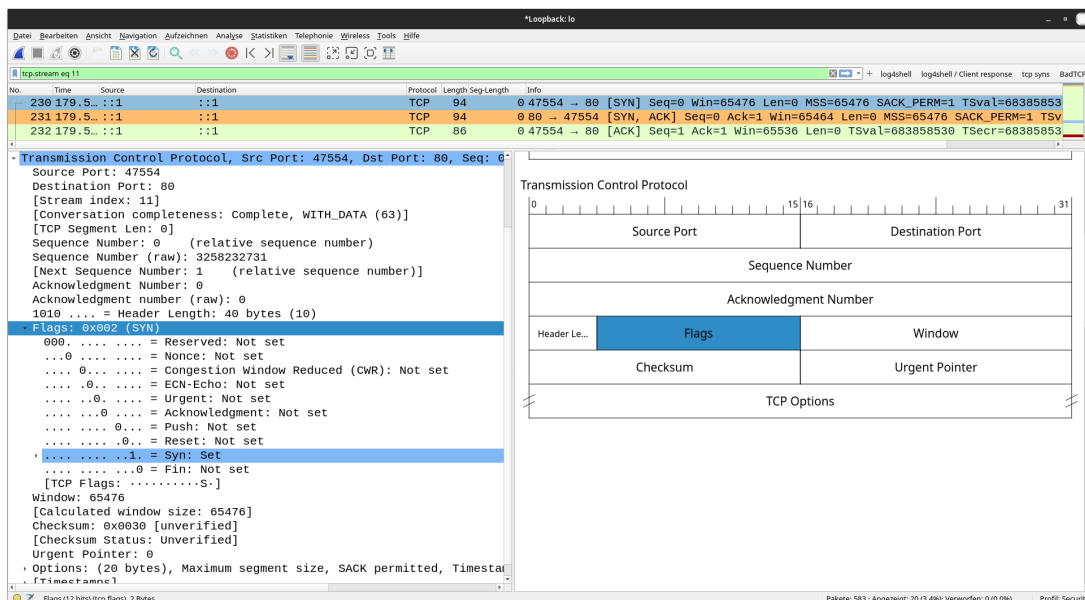 *Loopback: lo
Datei Bearbeiten Ansicht Navigation Aufzeichnen Analyse Statistiken Telephonie Wireless Tools Hilfe
tcp.stream eq 11 + log4shell log4shell / Client response tcp syns BadTCP
No. Time Source Destination Protocol Length Seg-Length Info
230 179.5… ::1 ::1 TCP 94 0 47554 → 80 [SYN] Seq=0 Win=65476 Len=0 MSS=65476 SACK_PERM=1 TSval=68385853
231 179.5… ::1 ::1 TCP 94 0 80 → 47554 [SYN, ACK] Seq=0 Ack=1 Win=65464 Len=0 MSS=65476 SACK_PERM=1 TSv
232 179.5… ::1 ::1 TCP 86 0 47554 → 80 [ACK] Seq=1 Ack=1 Win=65536 Len=0 TSval=683858530 TSecr=68385853
Transmission Control Protocol, Src Port: 47554, Dst Port: 80, Seq: 0
Source Port: 47554
Destination Port: 80
[Stream index: 11]
[Conversation completeness: Complete, WITH_DATA (63)]
[TCP Segment Len: 0]
Sequence Number: 0 (relative sequence number)
Sequence Number (raw): 3258232731
[Next Sequence Number: 1 (relative sequence number)]
Acknowledgment Number: 0
Acknowledgment number (raw): 0
1010 .... = Header Length: 40 bytes (10)
Flags: 0x002 (SYN)
000. .... .... = Reserved: Not set
...0 .... .... = Nonce: Not set
.... 0... .... = Congestion Window Reduced (CWR): Not set
.... .0.. .... = ECN-Echo: Not set
.... ..0. .... = Urgent: Not set
.... ...0 .... = Acknowledgment: Not set
.... .... 0... = Push: Not set
.... .... .0.. = Reset: Not set
.... .... ..1. = Syn: Set
.... .... ...0 = Fin: Not set
[TCP Flags: ··········S·]
Window: 65476
[Calculated window size: 65476]
Checksum: 0x0030 [unverified]
[Checksum Status: Unverified]
Urgent Pointer: 0
Options: (20 bytes), Maximum segment size, SACK permitted, Timestam
[Timestamps]
Transmission Control Protocol
0 15 16 31
Source Port Destination Port
Sequence Number
Acknowledgment Number
Header Le... Flags Window
Checksum Urgent Pointer
TCP Options
Flags (12 bits) (tcp.flags), 2 Bytes Pakete: 583 · Angezeigt: 20 (3.4%) · Verworfen: 0 (0.0%) Profil: Securit